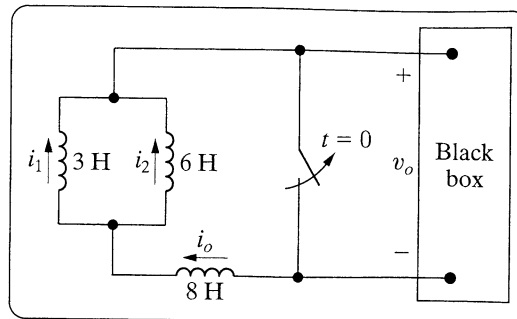 +
t = 0
i₁
3 H
i₂
6 H
vₒ
Black
box
iₒ
−
8 H